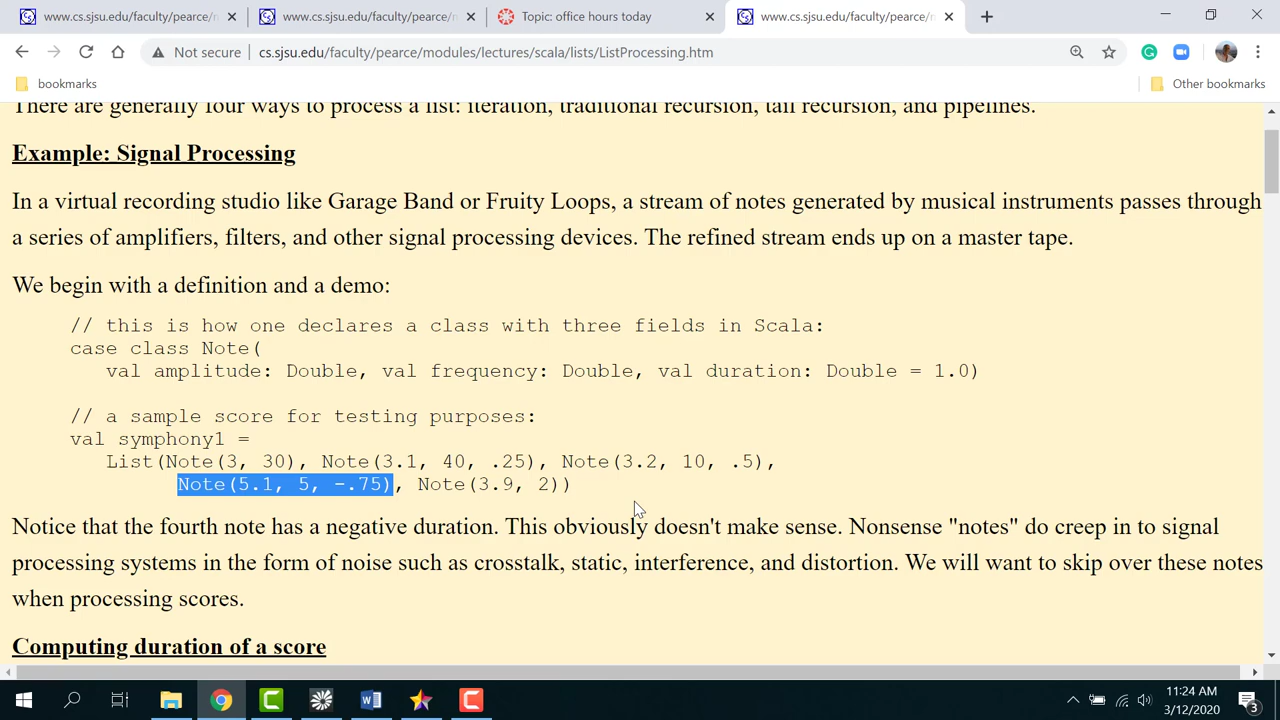 www.cs.sjsu.edu/faculty/pearce/n
www.cs.sjsu.edu/faculty/pearce/n
Topic: office hours today
www.cs.sjsu.edu/faculty/pearce/n
Not secure
cs.sjsu.edu/faculty/pearce/modules/lectures/scala/lists/ListProcessing.htm
bookmarks
Other bookmarks
There are generally four ways to process a list: iteration, traditional recursion, tail recursion, and pipelines.
Example: Signal Processing
In a virtual recording studio like Garage Band or Fruity Loops, a stream of notes generated by musical instruments passes through
a series of amplifiers, filters, and other signal processing devices. The refined stream ends up on a master tape.
We begin with a definition and a demo:
// this is how one declares a class with three fields in Scala:
case class Note(
val amplitude: Double, val frequency: Double, val duration: Double = 1.0)
// a sample score for testing purposes:
val symphony1 =
List(Note(3, 30), Note(3.1, 40, .25), Note(3.2, 10, .5),
Note(5.1, 5, -.75), Note(3.9, 2))
Notice that the fourth note has a negative duration. This obviously doesn't make sense. Nonsense "notes" do creep in to signal
processing systems in the form of noise such as crosstalk, static, interference, and distortion. We will want to skip over these notes
when processing scores.
Computing duration of a score
11:24 AM
3/12/2020
3